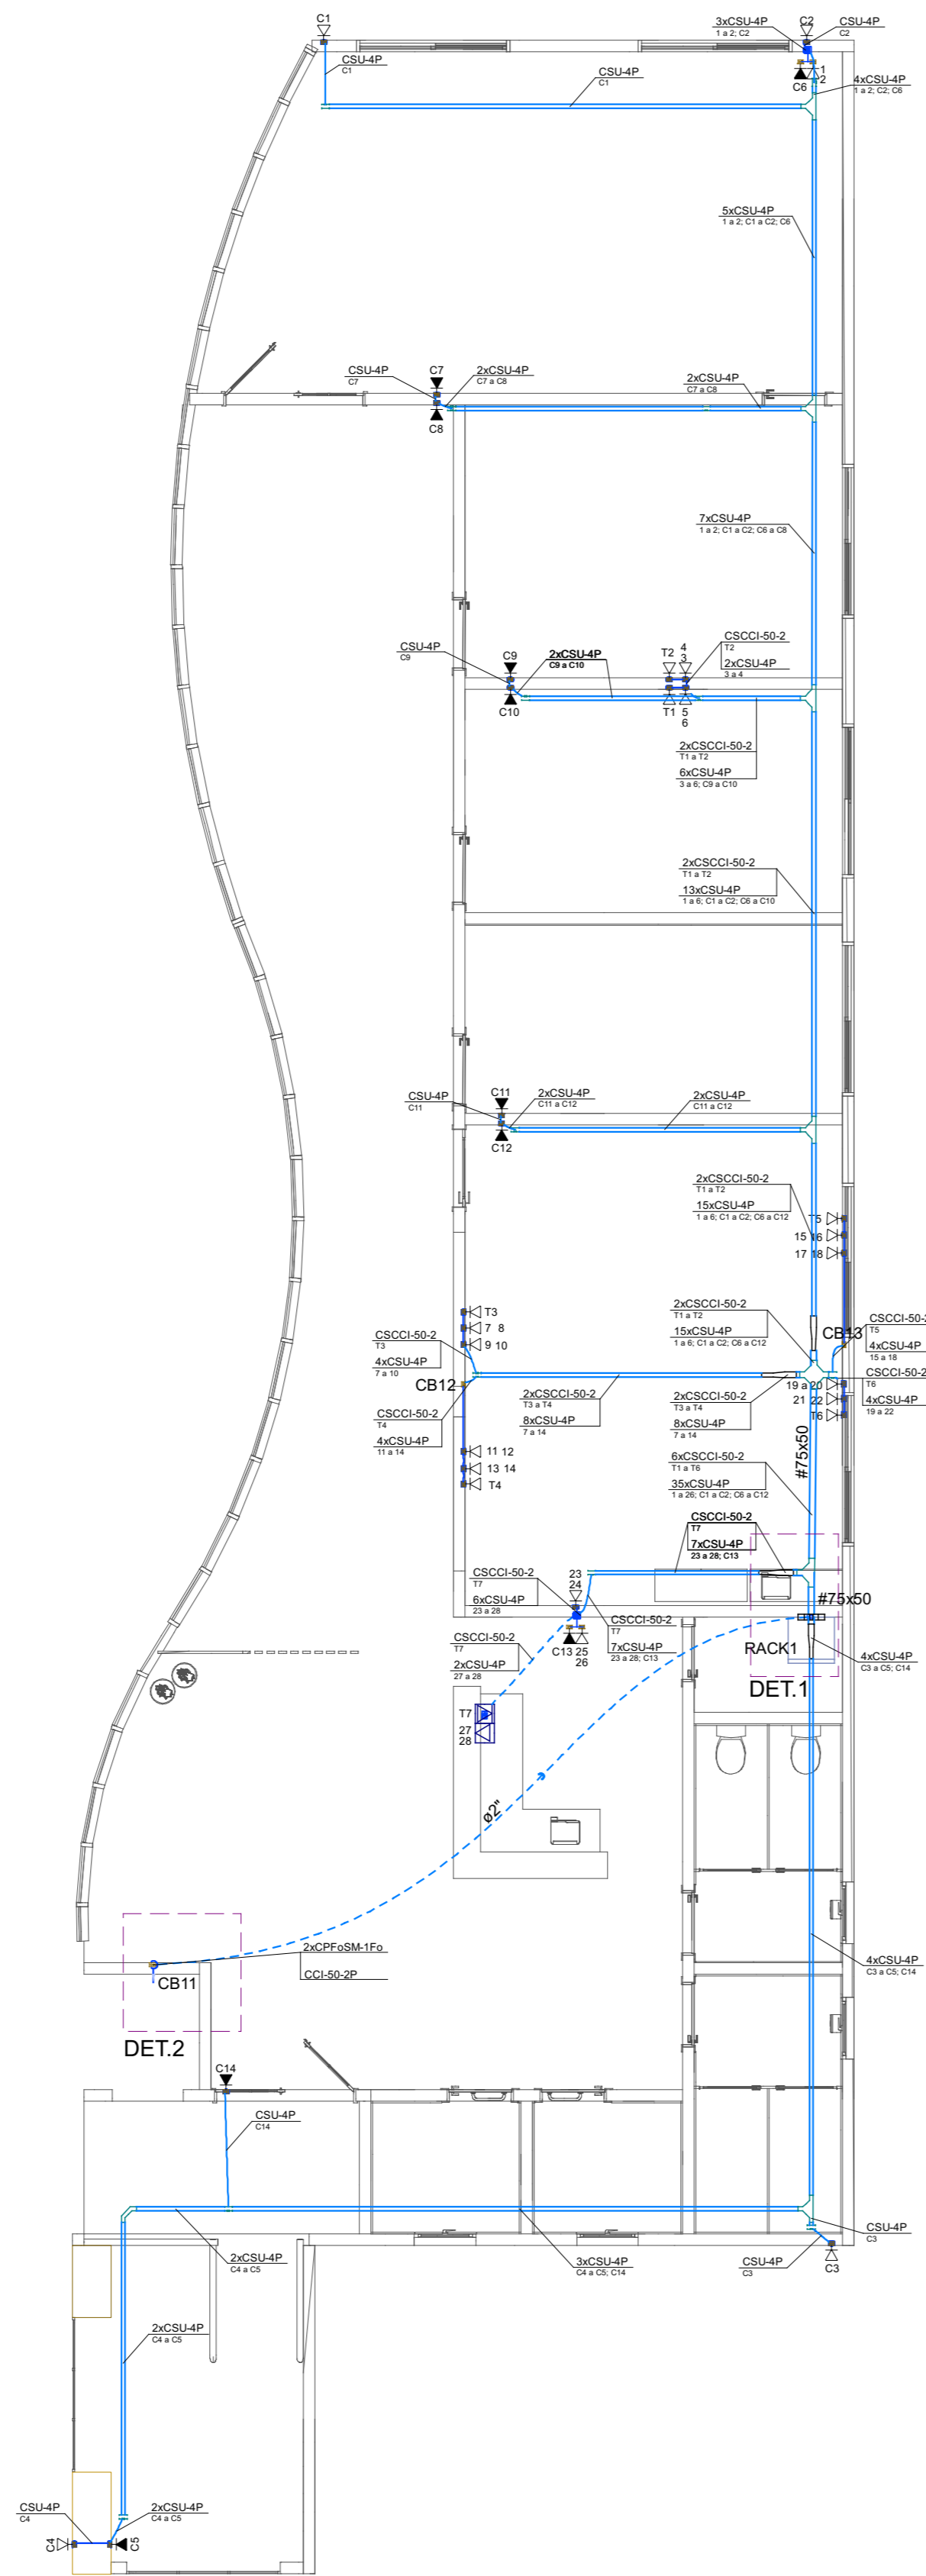 C1
C2
3xCSU-4P
1 a 2; C2
CSU-4P
C2
CSU-4P
C1
CSU-4P
C1
1
2
C6
4xCSU-4P
1 a 2; C2; C6
5xCSU-4P
1 a 2; C1 a C2; C6
CSU-4P
C7
C7
C8
2xCSU-4P
C7 a C8
2xCSU-4P
C7 a C8
7xCSU-4P
1 a 2; C1 a C2; C6 a C8
CSU-4P
C9
C9
C10
2xCSU-4P
C9 a C10
T2
4
3
T1
5
6
CSCCI-50-2
T2
2xCSU-4P
3 a 4
2xCSCCI-50-2
T1 a T2
6xCSU-4P
3 a 6; C9 a C10
2xCSCCI-50-2
T1 a T2
13xCSU-4P
1 a 6; C1 a C2; C6 a C10
CSU-4P
C11
C11
C12
2xCSU-4P
C11 a C12
2xCSU-4P
C11 a C12
2xCSCCI-50-2
T1 a T2
15xCSU-4P
1 a 6; C1 a C2; C6 a C12
T5
15 16
17 18
T3
7 8
9 10
CSCCI-50-2
T3
4xCSU-4P
7 a 10
CB12
CSCCI-50-2
T4
4xCSU-4P
11 a 14
2xCSCCI-50-2
T1 a T2
15xCSU-4P
1 a 6; C1 a C2; C6 a C12
CB13
CSCCI-50-2
T5
4xCSU-4P
15 a 18
CSCCI-50-2
T6
4xCSU-4P
19 a 22
19 a 20
21 22
T6
2xCSCCI-50-2
T3 a T4
8xCSU-4P
7 a 14
2xCSCCI-50-2
T3 a T4
8xCSU-4P
7 a 14
11 12
13 14
T4
#75x50
6xCSCCI-50-2
T1 a T6
35xCSU-4P
1 a 26; C1 a C2; C6 a C12
CSCCI-50-2
T7
7xCSU-4P
23 a 28; C13
CSCCI-50-2
T7
6xCSU-4P
23 a 28
23
24
C13
25
26
CSCCI-50-2
T7
7xCSU-4P
23 a 28; C13
#75x50
RACK1
DET.1
4xCSU-4P
C3 a C5; C14
CSCCI-50-2
T7
2xCSU-4P
27 a 28
T7
27
28
ø2"
2xCPFoSM-1Fo
CCI-50-2P
CB11
DET.2
4xCSU-4P
C3 a C5; C14
C14
CSU-4P
C14
2xCSU-4P
C4 a C5
3xCSU-4P
C4 a C5; C14
CSU-4P
C3
CSU-4P
C3
C3
2xCSU-4P
C4 a C5
CSU-4P
C4
2xCSU-4P
C4 a C5
C4
C5